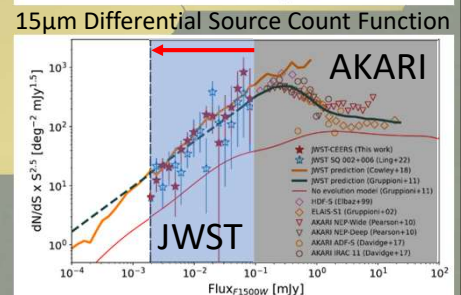 15μm Differential Source Count Function
AKARI
JWST
dN/dS x S^2.5 [deg^-2 mJy^1.5]
10^3
10^2
10^1
10^0
★ JWST-CEERS (This work)
☆ JWST SQ 002+006 (Ling+22)
JWST prediction (Cowley+18)
JWST prediction (Gruppioni+11)
No evolution model (Gruppioni+11)
HDF-S (Elbaz+99)
ELAIS-S1 (Gruppioni+02)
AKARI NEP-Wide (Pearson+10)
AKARI NEP-Deep (Pearson+10)
AKARI ADF-S (Davidge+17)
AKARI IRAC 11 (Davidge+17)
10^-4 10^-3 10^-2 10^-1 10^0 10^1 10^2
Flux_F1500W [mJy]